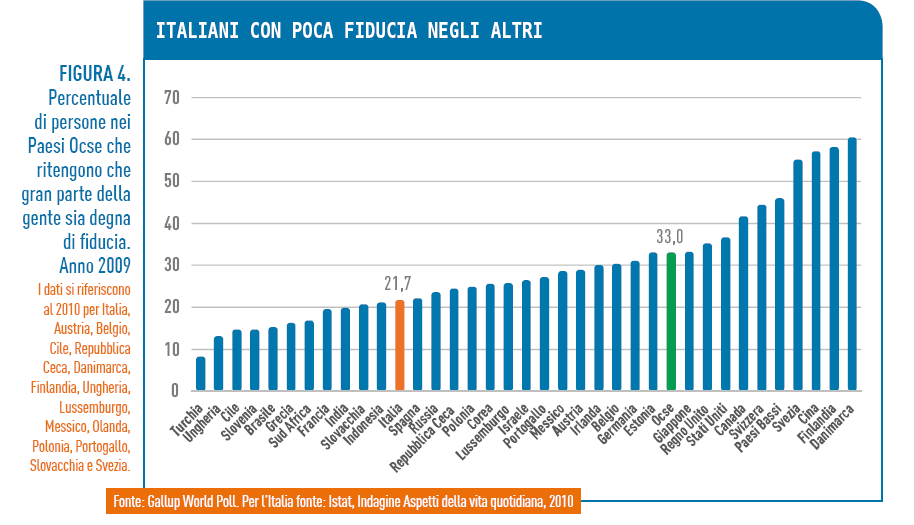 ITALIANI CON POCA FIDUCIA NEGLI ALTRI
FIGURA 4.
Percentuale
di persone nei
Paesi Ocse che
ritengono che
gran parte della
gente sia degna
di fiducia.
Anno 2009
I dati si riferiscono
al 2010 per Italia,
Austria, Belgio,
Cile, Repubblica
Ceca, Danimarca,
Finlandia, Ungheria,
Lussemburgo,
Messico, Olanda,
Polonia, Portogallo,
Slovacchia e Svezia.
70
60
50
40
30
20
10
0
21,7
33,0
Turchia
Ungheria
Cile
Slovenia
Brasile
Grecia
Sud Africa
Francia
India
Slovacchia
Indonesia
Italia
Spagna
Russia
Repubblica Ceca
Polonia
Corea
Lussemburgo
Israele
Portogallo
Messico
Austria
Irlanda
Belgio
Germania
Estonia
Ocse
Giappone
Regno Unito
Stati Uniti
Canada
Svizzera
Paesi Bassi
Svezia
Cina
Finlandia
Danimarca
Fonte: Gallup World Poll. Per l'Italia fonte: Istat, Indagine Aspetti della vita quotidiana, 2010